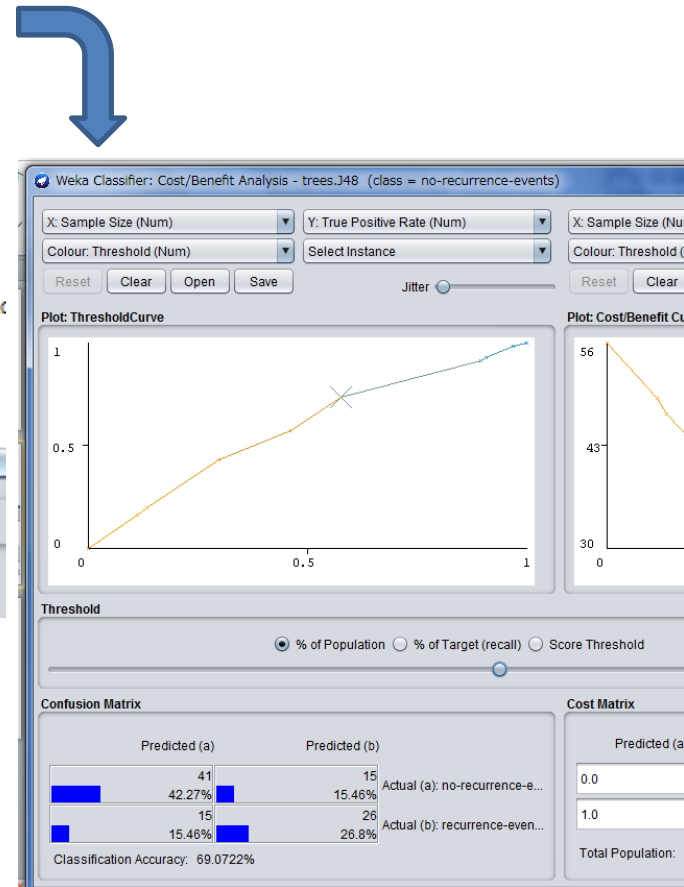 Weka Classifier: Cost/Benefit Analysis - trees.J48 (class = no-recurrence-events)
X: Sample Size (Num)
Y: True Positive Rate (Num)
X: Sample Size (Nu
Colour: Threshold (Num)
Select Instance
Colour: Threshold (
Reset
Clear
Open
Save
Jitter
Reset
Clear
Plot: ThresholdCurve
Plot: Cost/Benefit Cu
1
0.5
0
0
0.5
1
56
43
30
0
Threshold
% of Population
% of Target (recall)
Score Threshold
Confusion Matrix
Cost Matrix
Predicted (a)
Predicted (b)
Predicted (a
41
42.27%
15
15.46%
Actual (a): no-recurrence-e...
0.0
15
15.46%
26
26.8%
Actual (b): recurrence-even...
1.0
Classification Accuracy: 69.0722%
Total Population: